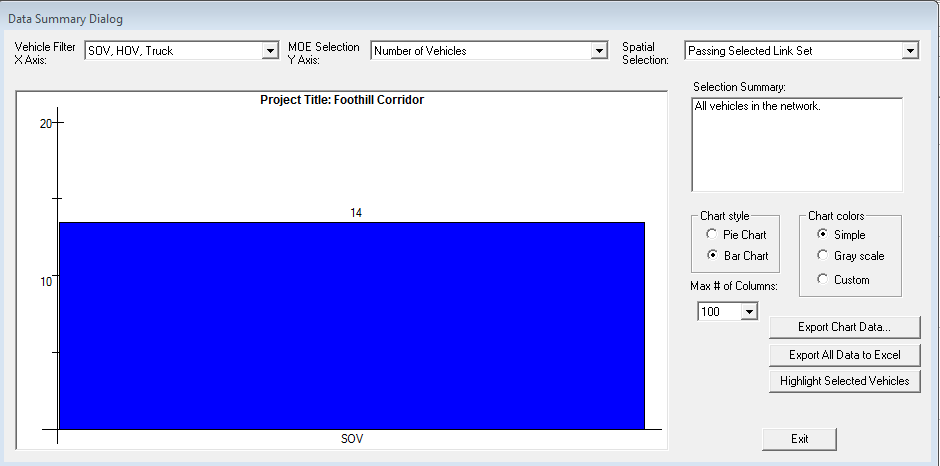 Data Summary Dialog
Vehicle Filter
X Axis:
SOV, HOV, Truck
MOE Selection
Y Axis:
Number of Vehicles
Spatial
Selection:
Passing Selected Link Set
Project Title: Foothill Corridor
20
14
10
SOV
Selection Summary:
All vehicles in the network.
Chart style
Pie Chart
Bar Chart
Chart colors
Simple
Gray scale
Custom
Max # of Columns:
100
Export Chart Data...
Export All Data to Excel
Highlight Selected Vehicles
Exit